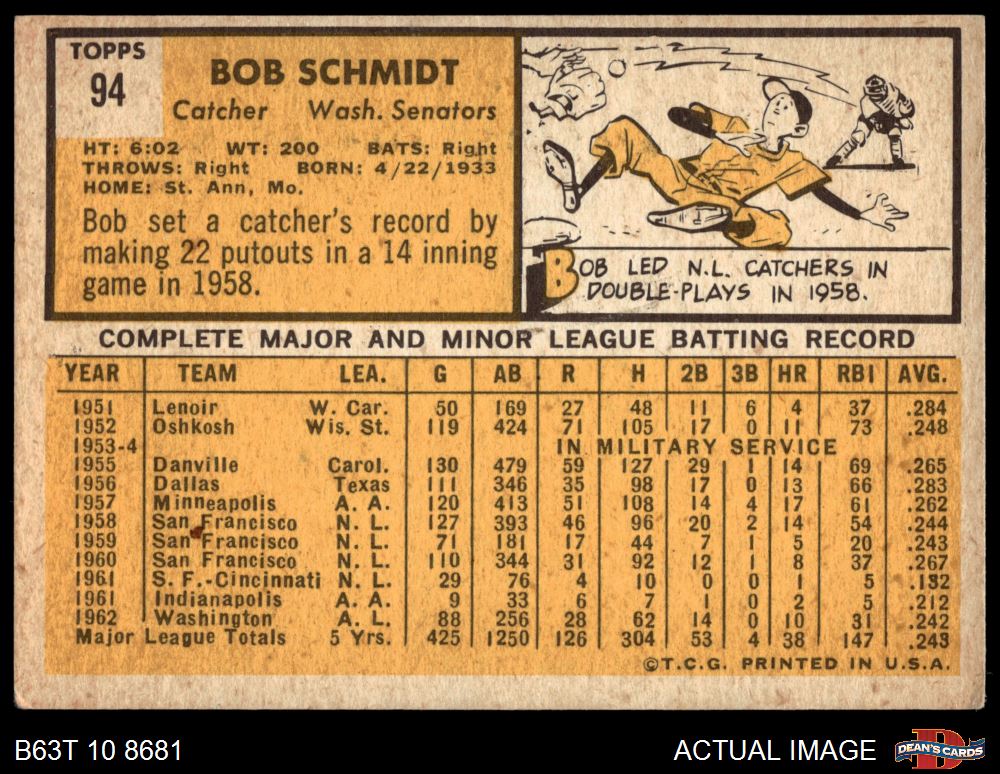 TOPPS
94
BOB SCHMIDT
Catcher Wash. Senators
HT: 6:02 WT: 200 BATS: Right
THROWS: Right BORN: 4/22/1933
HOME: St. Ann, Mo.
Bob set a catcher's record by
making 22 putouts in a 14 inning
game in 1958.
BOB LED N.L. CATCHERS IN
DOUBLE-PLAYS IN 1958.
COMPLETE MAJOR AND MINOR LEAGUE BATTING RECORD
YEAR TEAM LEA. G AB R H 2B 3B HR RBI AVG.
1951 Lenoir W. Car. 50 169 27 48 11 6 4 37 .284
1952 Oshkosh Wis. St. 119 424 71 105 17 0 11 73 .248
1953-4 IN MILITARY SERVICE
1955 Danville Carol. 130 479 59 127 29 1 14 69 .265
1956 Dallas Texas 111 346 35 98 17 0 13 66 .283
1957 Minneapolis A. A. 120 413 51 108 14 4 17 61 .262
1958 San Francisco N. L. 127 393 46 96 20 2 14 54 .244
1959 San Francisco N. L. 71 181 17 44 7 1 5 20 .243
1960 San Francisco N. L. 110 344 31 92 12 1 8 37 .267
1961 S. F.-Cincinnati N. L. 29 76 4 10 0 0 1 5 .132
1961 Indianapolis A. A. 9 33 6 7 1 0 2 5 .212
1962 Washington A. L. 88 256 28 62 14 0 10 31 .242
Major League Totals 5 Yrs. 425 1250 126 304 53 4 38 147 .243
©T.C.G. PRINTED IN U.S.A.
B63T 10 8681
ACTUAL IMAGE
DEAN'S CARDS